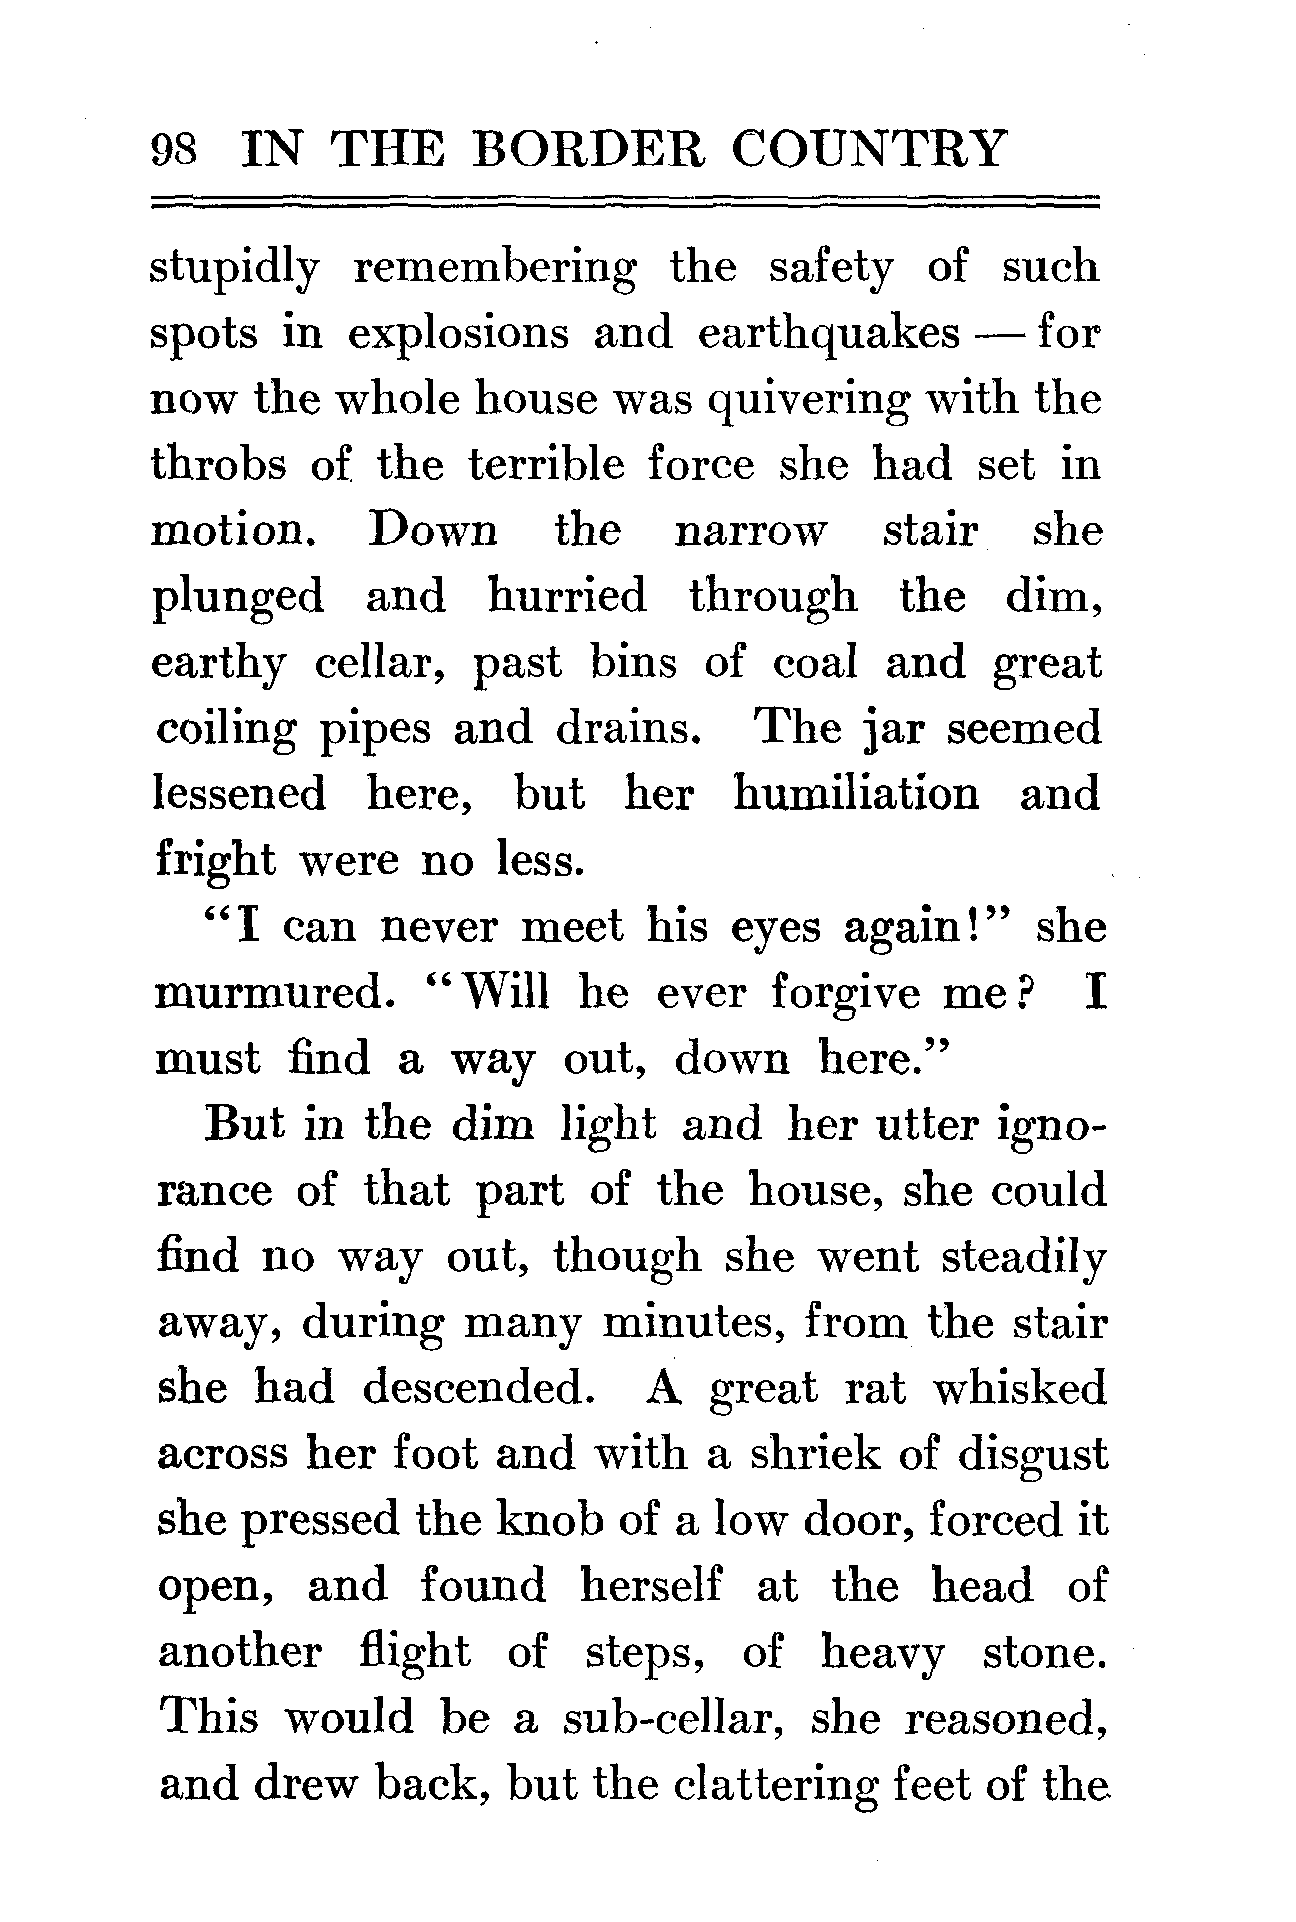 98 IN THE BORDER COUNTRY
stupidly remembering the safety of such
spots in explosions and earthquakes — for
now the whole house was quivering with the
throbs of the terrible force she had set in
motion. Down the narrow stair she
plunged and hurried through the dim,
earthy cellar, past bins of coal and great
coiling pipes and drains. The jar seemed
lessened here, but her humiliation and
fright were no less.
“I can never meet his eyes again!” she
murmured. “Will he ever forgive me? I
must find a way out, down here.”
But in the dim light and her utter igno-
rance of that part of the house, she could
find no way out, though she went steadily
away, during many minutes, from the stair
she had descended. A great rat whisked
across her foot and with a shriek of disgust
she pressed the knob of a low door, forced it
open, and found herself at the head of
another flight of steps, of heavy stone.
This would be a sub-cellar, she reasoned,
and drew back, but the clattering feet of the